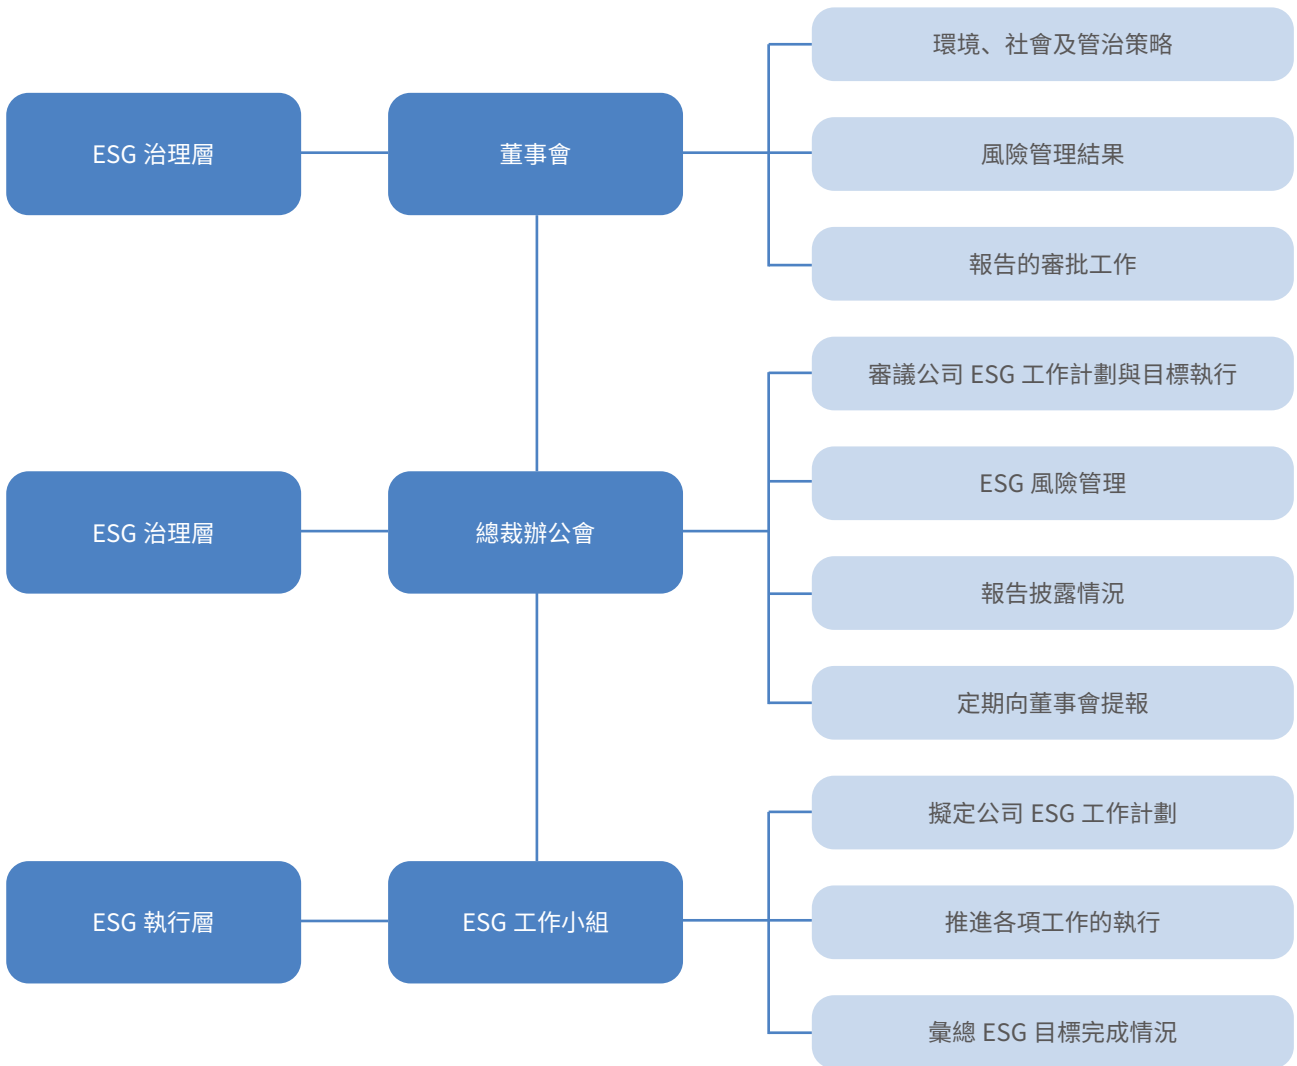 ESG 治理層
董事會
環境、社會及管治策略
風險管理結果
報告的審批工作
ESG 治理層
總裁辦公會
審議公司 ESG 工作計劃與目標執行
ESG 風險管理
報告披露情況
定期向董事會提報
ESG 執行層
ESG 工作小組
擬定公司 ESG 工作計劃
推進各項工作的執行
彙總 ESG 目標完成情況